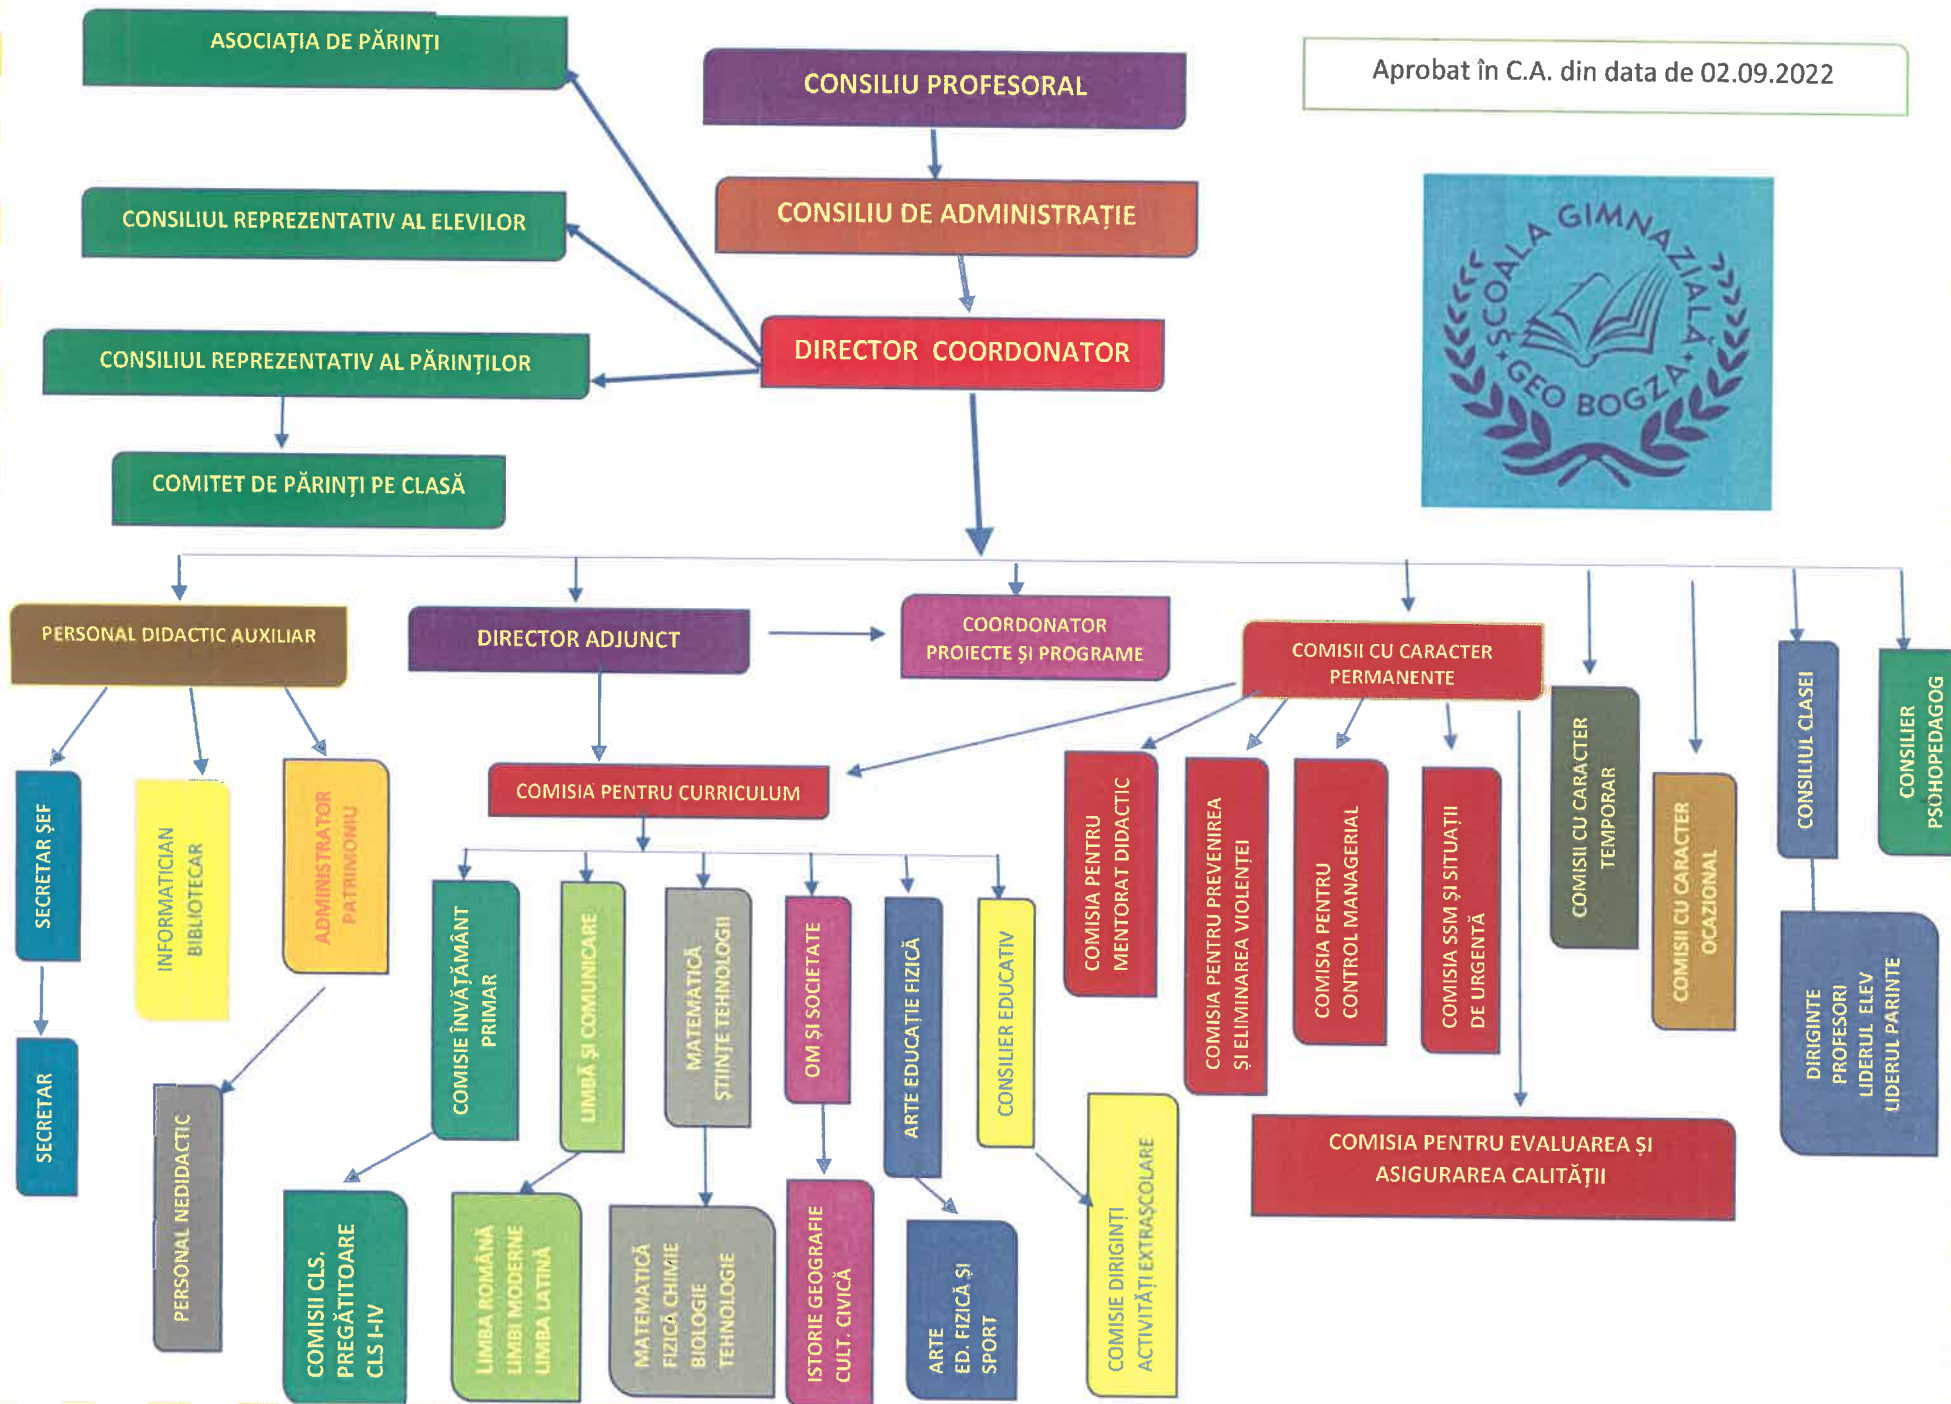 ASOCIAȚIA DE PĂRINȚI
CONSILIU PROFESORAL
Aprobat în C.A. din data de 02.09.2022
CONSILIUL REPREZENTATIV AL ELEVILOR
CONSILIU DE ADMINISTRAȚIE
ȘCOALA GIMNAZIALĂ
GEO BOGZA
CONSILIUL REPREZENTATIV AL PĂRINȚILOR
DIRECTOR COORDONATOR
COMITET DE PĂRINȚI PE CLASĂ
PERSONAL DIDACTIC AUXILIAR
DIRECTOR ADJUNCT
COORDONATOR
PROIECTE ȘI PROGRAME
COMISII CU CARACTER
PERMANENTE
COMISII CU CARACTER
TEMPORAR
COMISII CU CARACTER
OCAZIONAL
CONSILIUL CLASEI
CONSILIER
PSOHOPEDAGOG
SECRETAR ȘEF
INFORMATICIAN
BIBLIOTECAR
ADMINISTRATOR
PATRIMONIU
COMISIA PENTRU CURRICULUM
COMISIA PENTRU
MENTORAT DIDACTIC
COMISIA PENTRU PREVENIREA
ȘI ELIMINAREA VIOLENȚEI
COMISIA PENTRU
CONTROL MANAGERIAL
COMISIA SSM ȘI SITUAȚII
DE URGENTĂ
DIRIGINTE
PROFESORI
LIDERUL ELEV
LIDERUL PARINTE
SECRETAR
PERSONAL NEDIDACTIC
COMISIE ÎNVĂȚĂMÂNT
PRIMAR
LIMBĂ ȘI COMUNICARE
MATEMATICĂ
ȘTIINȚE TEHNOLOGII
OM ȘI SOCIETATE
ARTE EDUCAȚIE FIZICĂ
CONSILIER EDUCATIV
COMISIA PENTRU EVALUAREA ȘI
ASIGURAREA CALITĂȚII
COMISII CLS.
PREGĂTITOARE
CLS I-IV
LIMBA ROMÂNĂ
LIMBI MODERNE
LIMBA LATINĂ
MATEMATICĂ
FIZICĂ CHIMIE
BIOLOGIE
TEHNOLOGIE
ISTORIE GEOGRAFIE
CULT. CIVICĂ
ARTE
ED. FIZICĂ ȘI
SPORT
COMISIE DIRIGINȚI
ACTIVITĂȚI EXTRAȘCOLARE